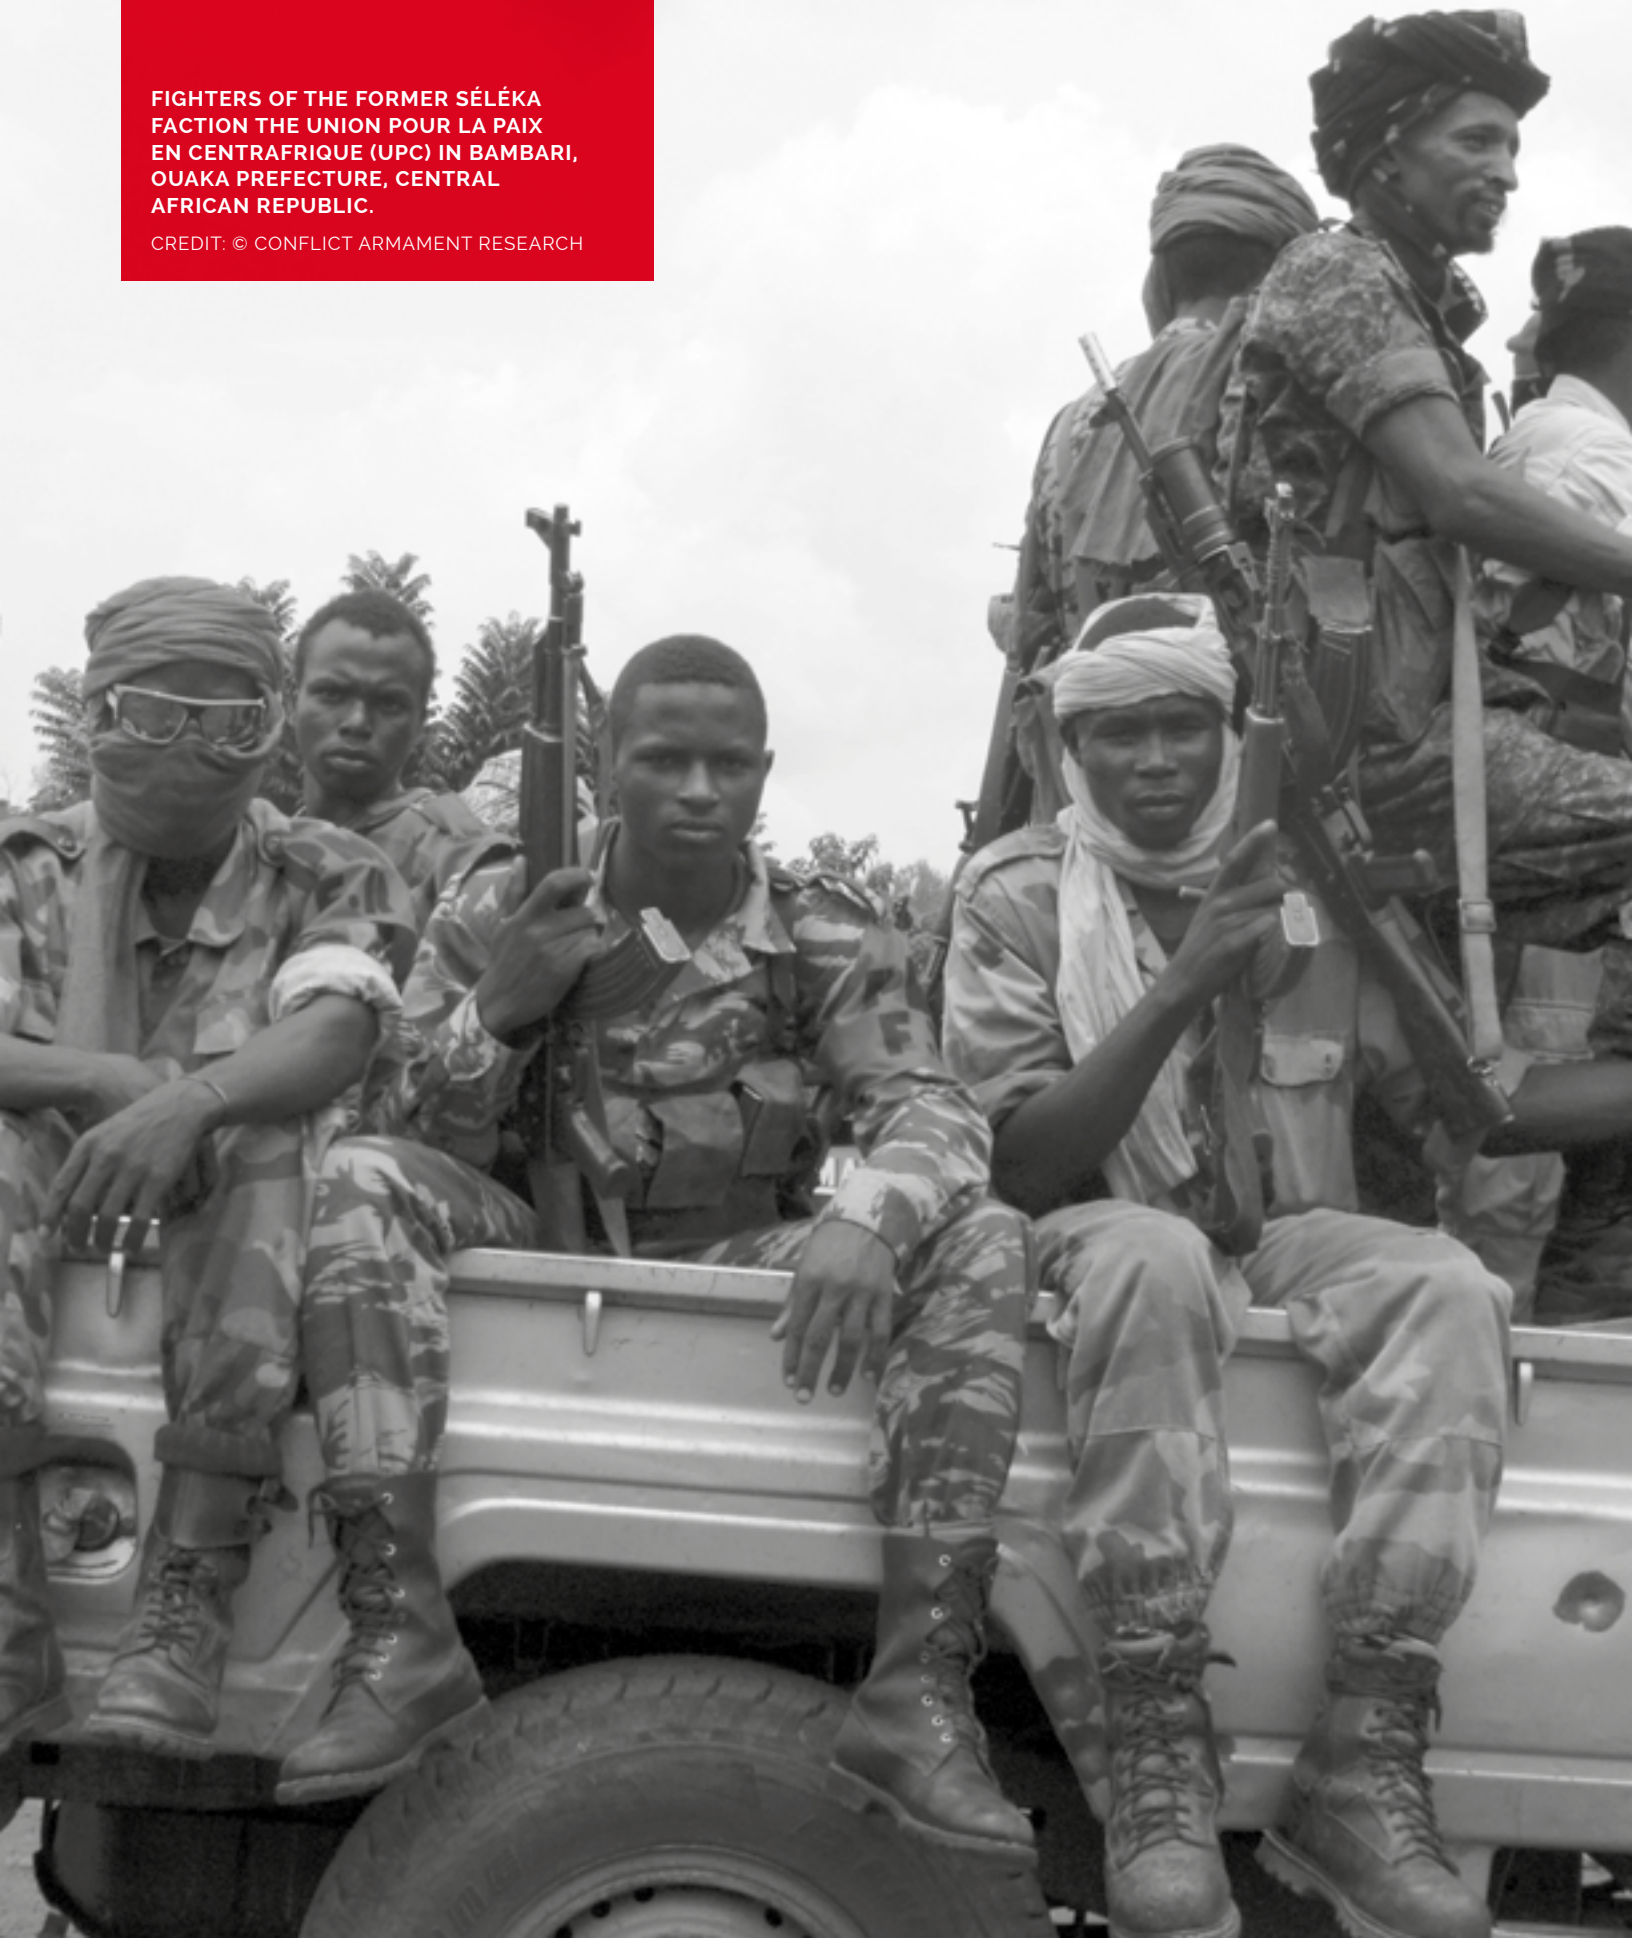 FIGHTERS OF THE FORMER SÉLÉKA
FACTION THE UNION POUR LA PAIX
EN CENTRAFRIQUE (UPC) IN BAMBARI,
OUAKA PREFECTURE, CENTRAL
AFRICAN REPUBLIC.
CREDIT: © CONFLICT ARMAMENT RESEARCH